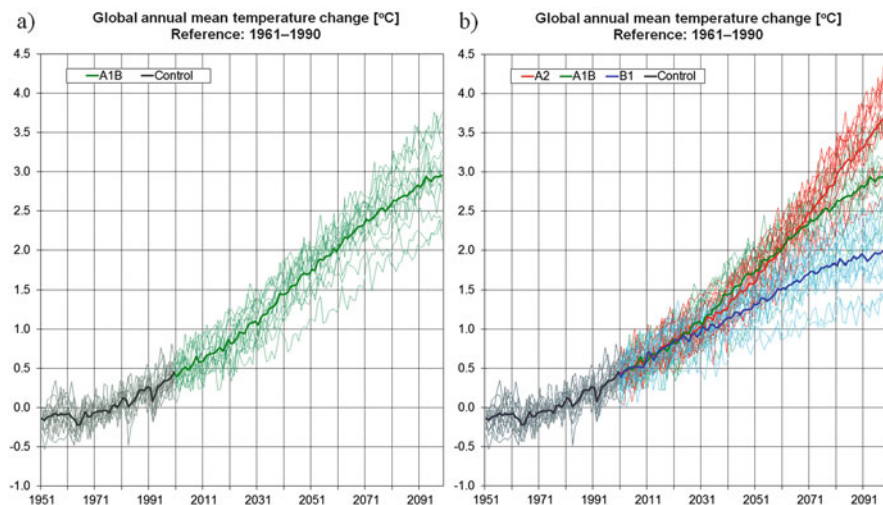 a)
Global annual mean temperature change [ºC]
Reference: 1961–1990
A1B Control
4.5
4.0
3.5
3.0
2.5
2.0
1.5
1.0
0.5
0.0
-0.5
-1.0
1951 1971 1991 2011 2031 2051 2071 2091
b)
Global annual mean temperature change [ºC]
Reference: 1961–1990
A2 A1B B1 Control
4.5
4.0
3.5
3.0
2.5
2.0
1.5
1.0
0.5
0.0
-0.5
-1.0
1951 1971 1991 2011 2031 2051 2071 2091